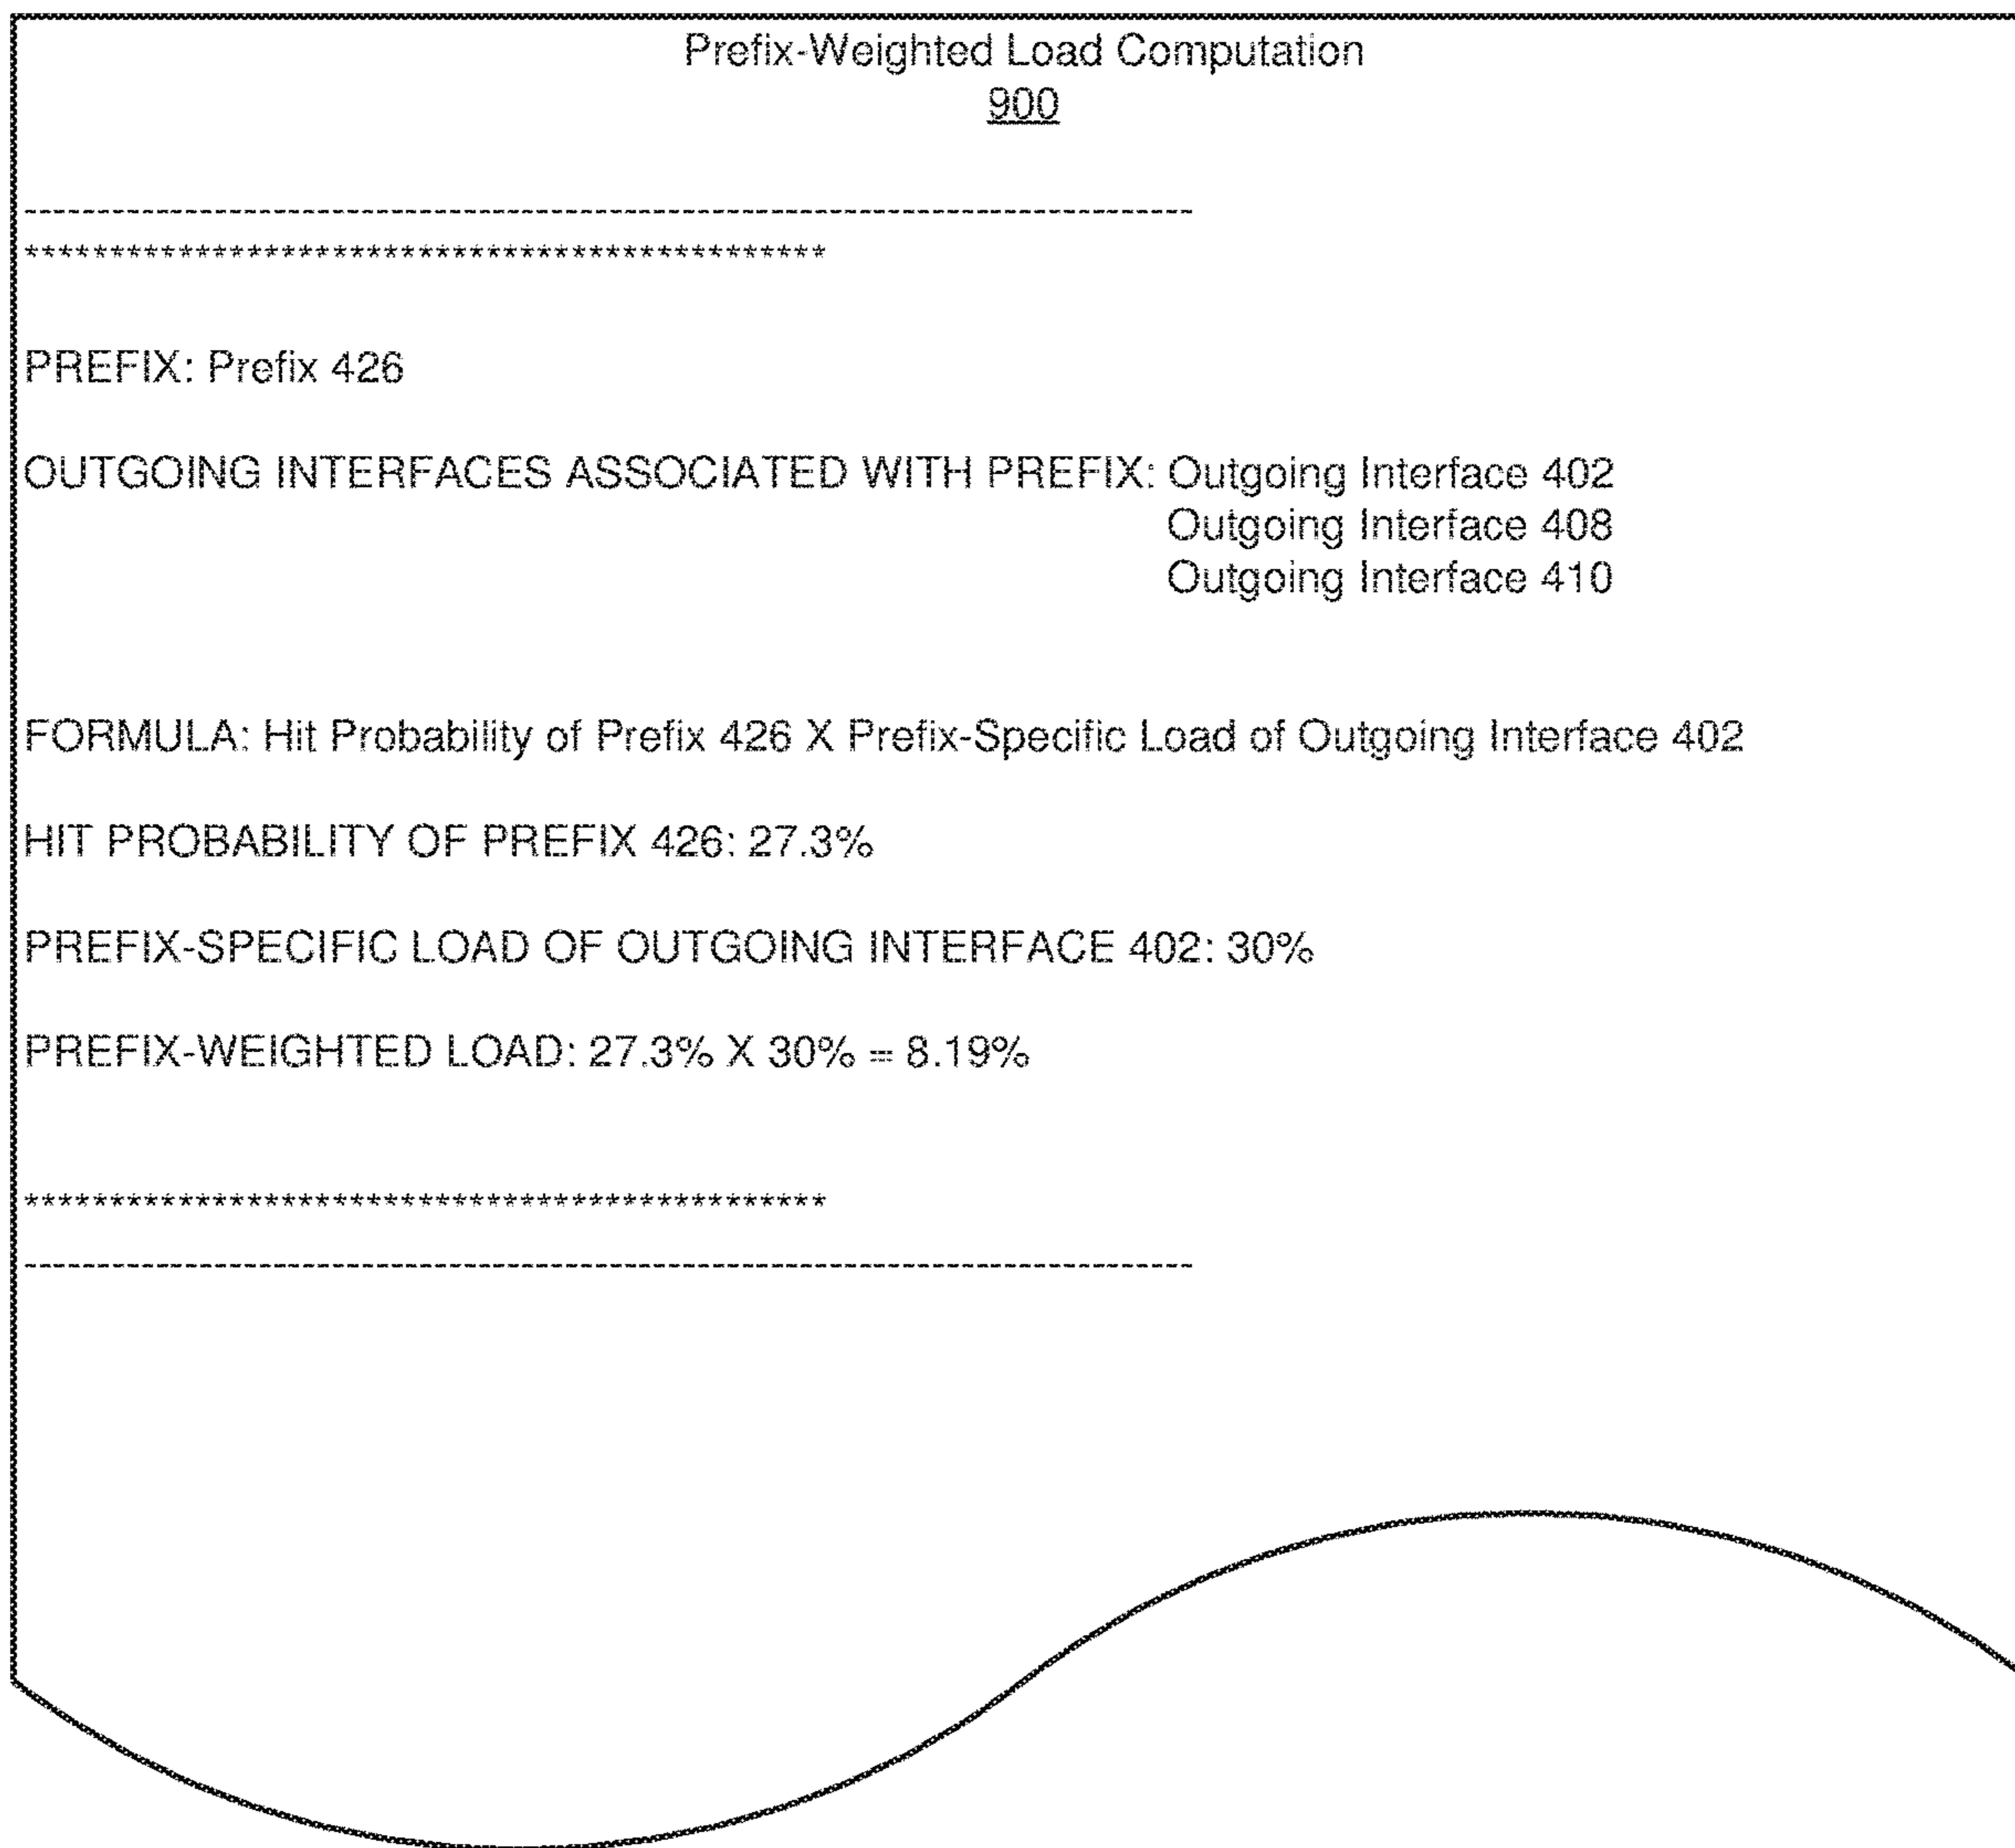 Prefix-Weighted Load Computation
900
--------------------------------------------------------------------------------
***********************************************
PREFIX: Prefix 426
OUTGOING INTERFACES ASSOCIATED WITH PREFIX: Outgoing Interface 402
Outgoing Interface 408
Outgoing Interface 410
FORMULA: Hit Probability of Prefix 426 X Prefix-Specific Load of Outgoing Interface 402
HIT PROBABILITY OF PREFIX 426: 27.3%
PREFIX-SPECIFIC LOAD OF OUTGOING INTERFACE 402: 30%
PREFIX-WEIGHTED LOAD: 27.3% X 30% = 8.19%
***********************************************
--------------------------------------------------------------------------------